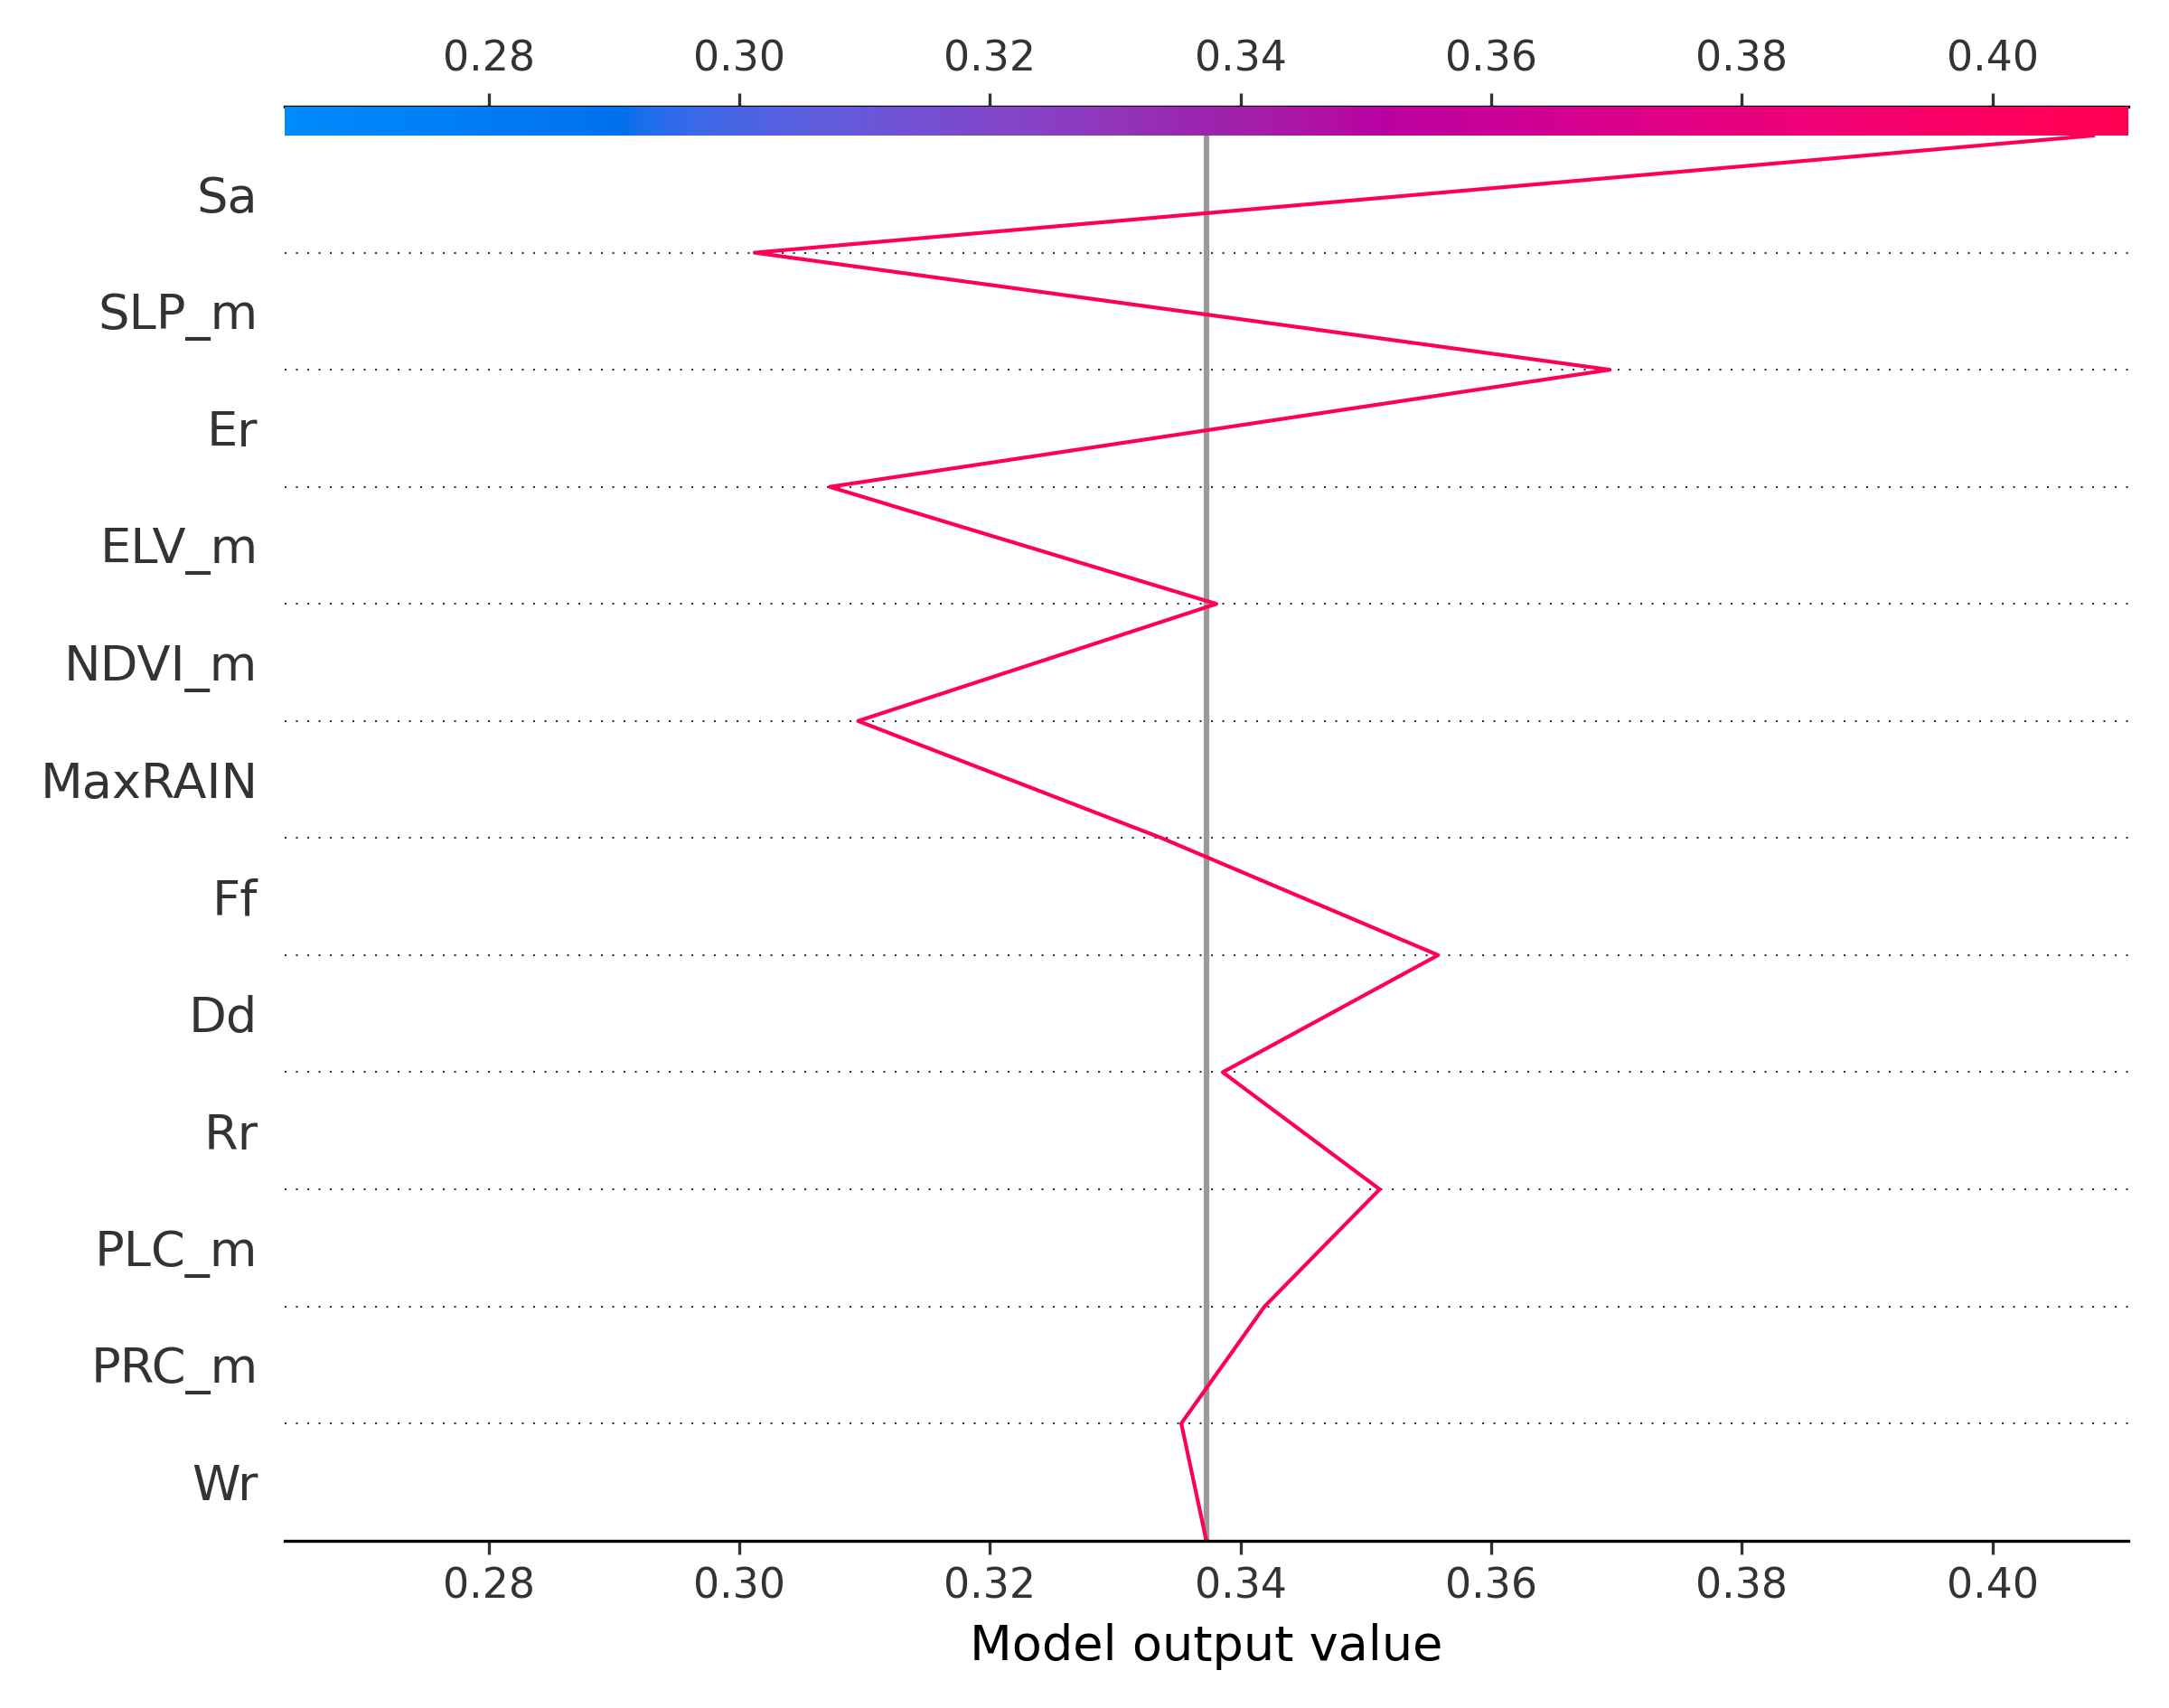 0.28 0.30 0.32 0.34 0.36 0.38 0.40
Sa
SLP_m
Er
ELV_m
NDVI_m
MaxRAIN
Ff
Dd
Rr
PLC_m
PRC_m
Wr
0.28 0.30 0.32 0.34 0.36 0.38 0.40
Model output value